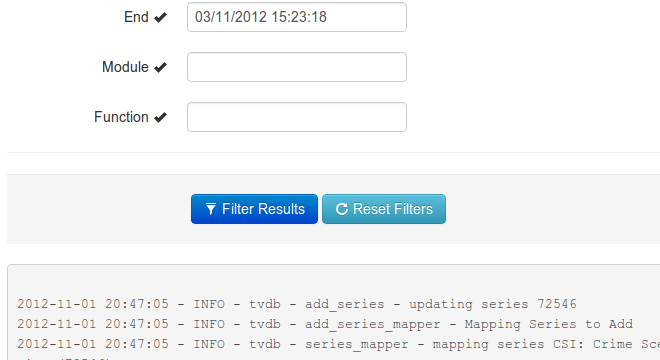 End
03/11/2012 15:23:18
Module
Function
Filter Results Reset Filters
2012-11-01 20:47:05 - INFO - tvdb - add_series - updating series 72546
2012-11-01 20:47:05 - INFO - tvdb - add_series_mapper - Mapping Series to Add
2012-11-01 20:47:05 - INFO - tvdb - series_mapper - mapping series CSI: Crime Sce